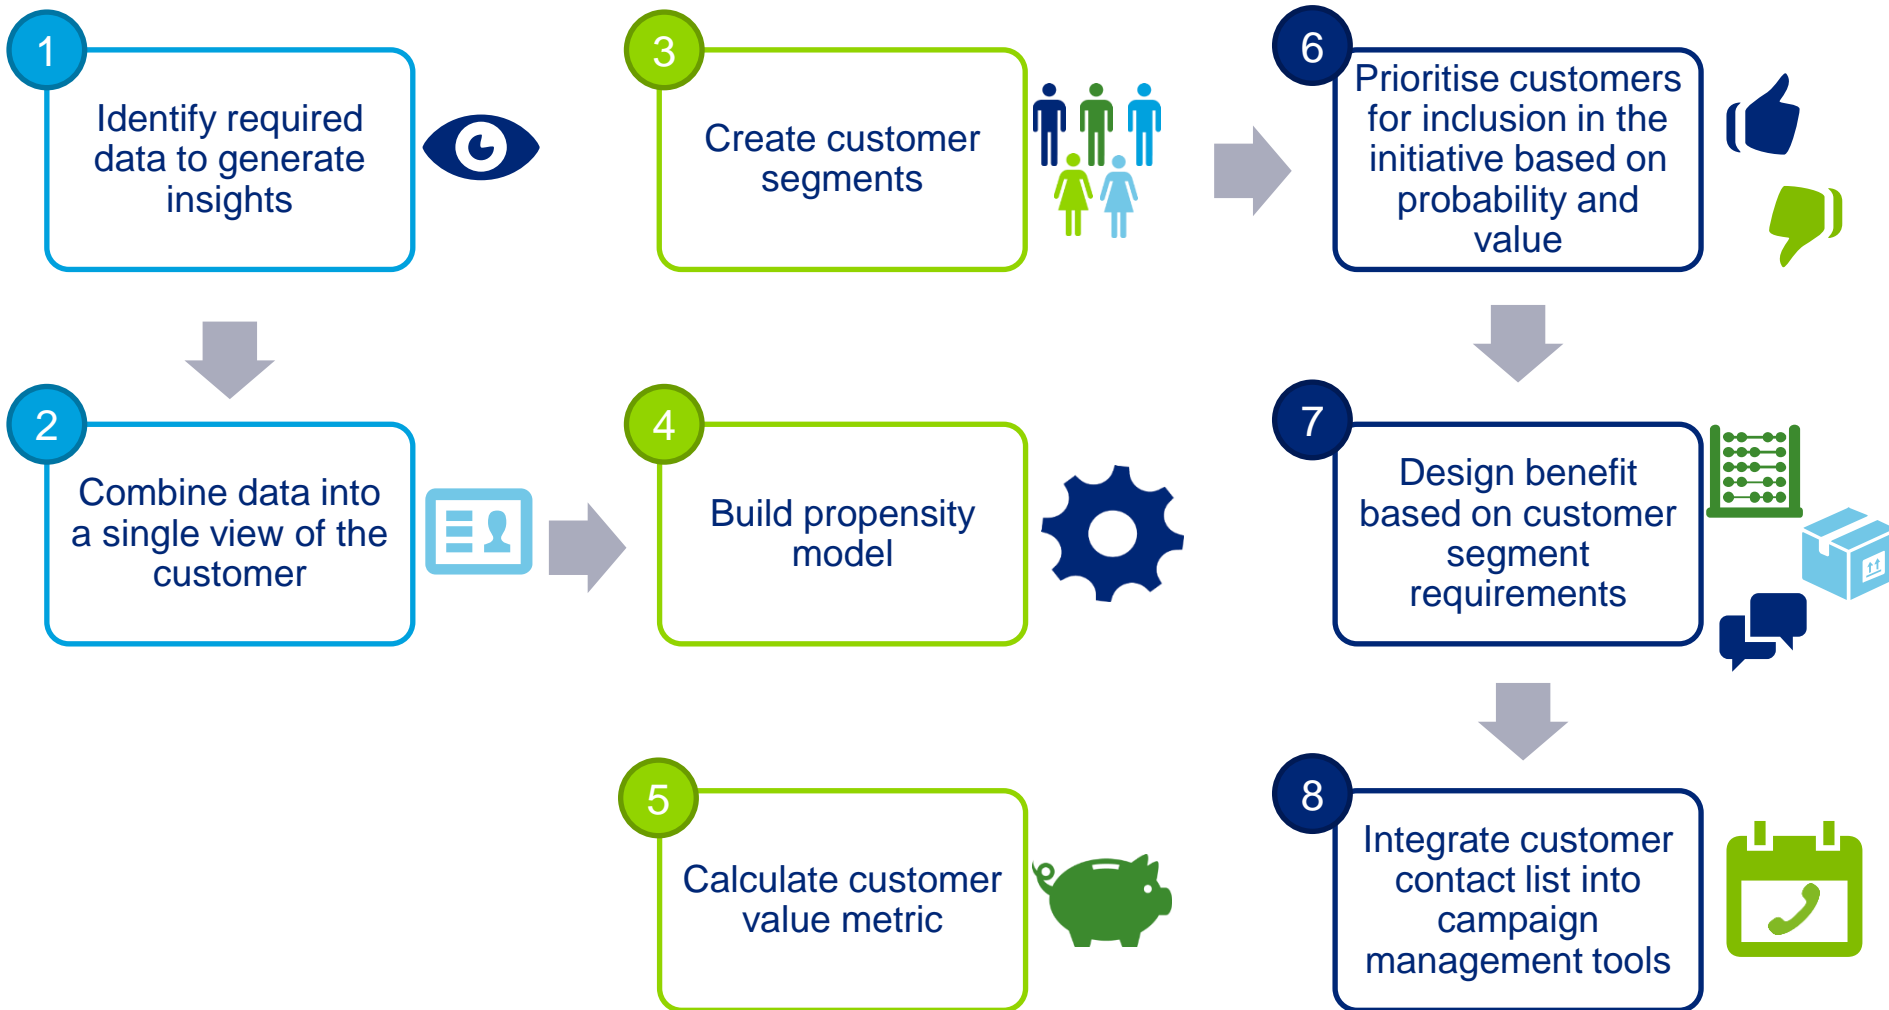 1
Identify required
data to generate
insights
2
Combine data into
a single view of the
customer
3
Create customer
segments
4
Build propensity
model
5
Calculate customer
value metric
6
Prioritise customers
for inclusion in the
initiative based on
probability and
value
7
Design benefit
based on customer
segment
requirements
8
Integrate customer
contact list into
campaign
management tools